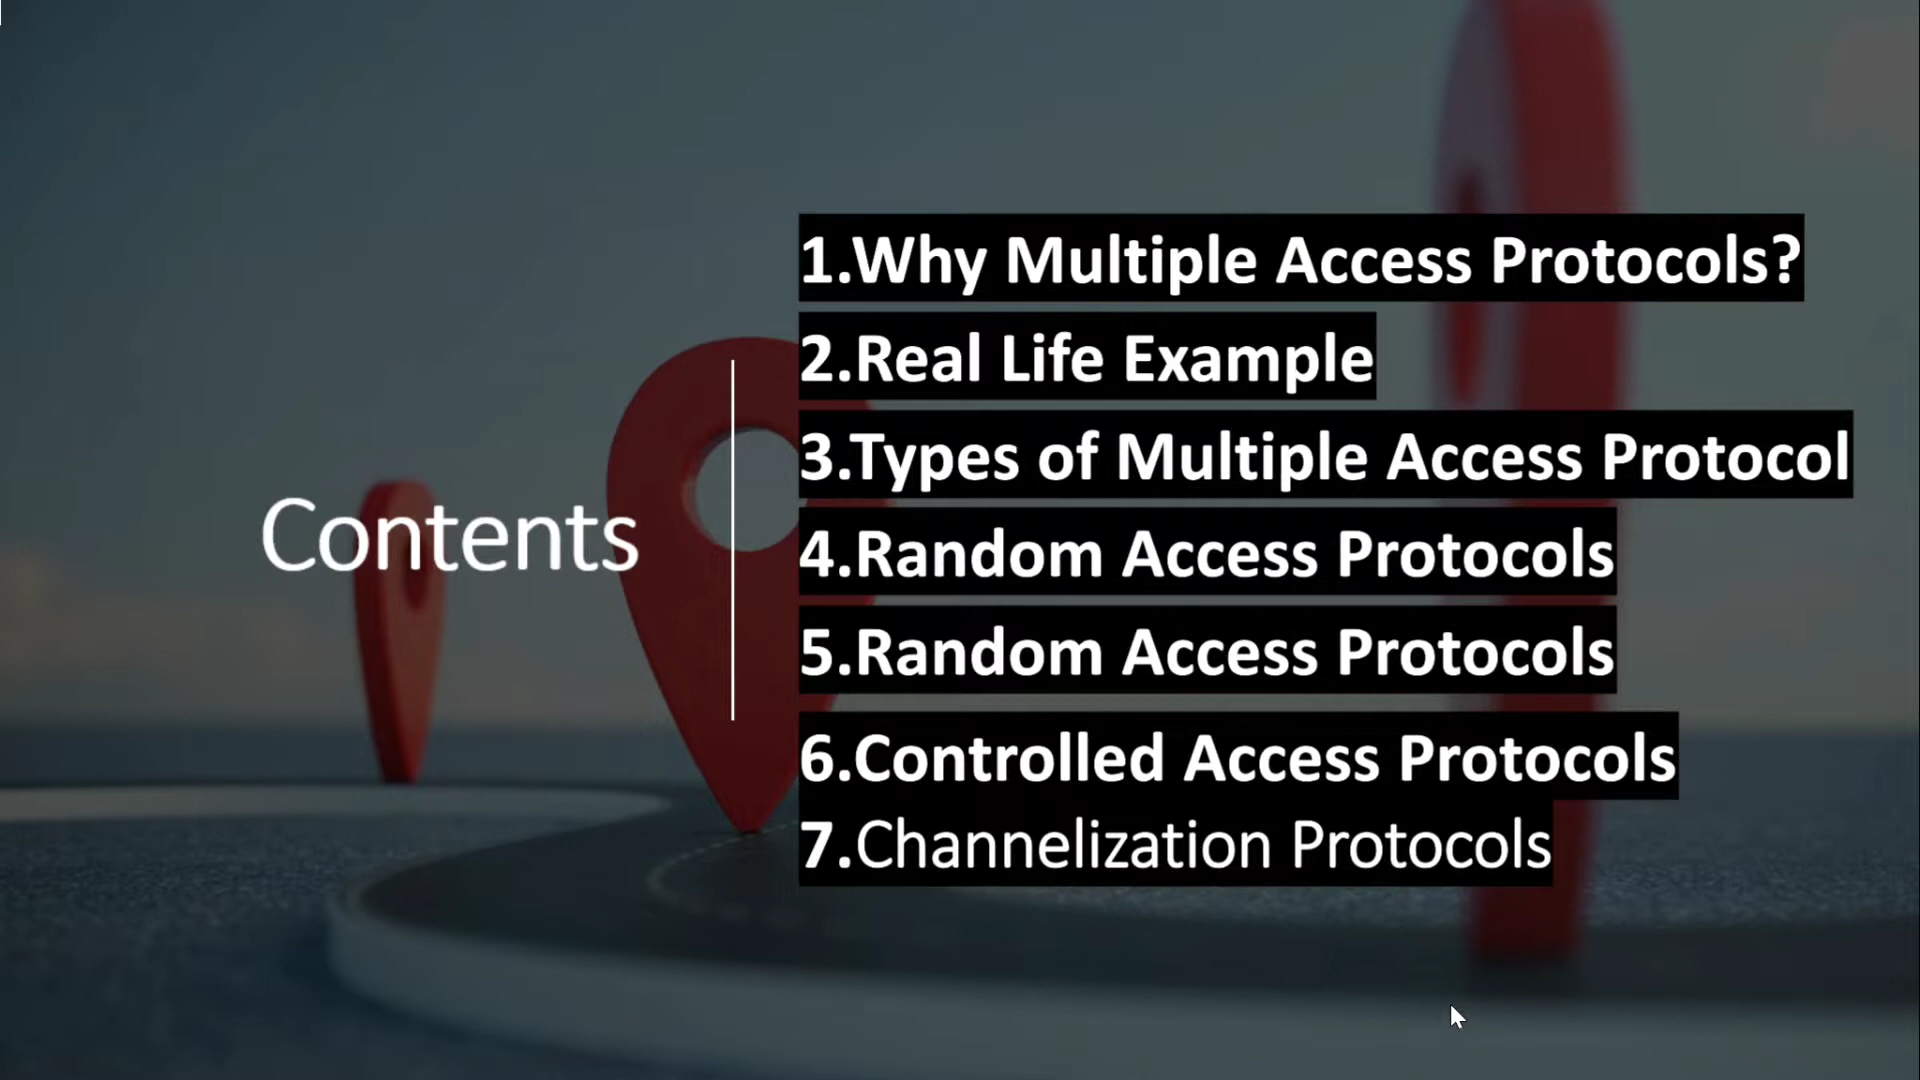 Contents
1.Why Multiple Access Protocols?
2.Real Life Example
3.Types of Multiple Access Protocol
4.Random Access Protocols
5.Random Access Protocols
6.Controlled Access Protocols
7.Channelization Protocols